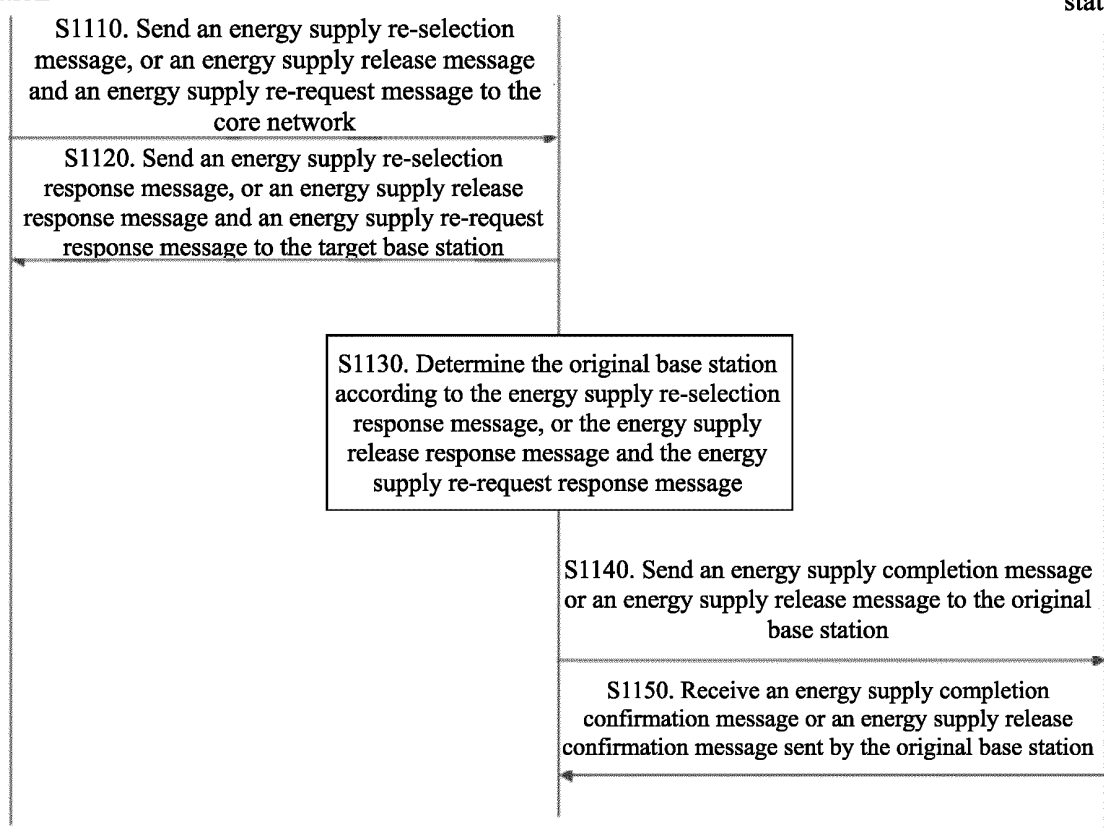 S1110. Send an energy supply re-selection
message, or an energy supply release message
and an energy supply re-request message to the
core network
S1120. Send an energy supply re-selection
response message, or an energy supply release
response message and an energy supply re-request
response message to the target base station
S1130. Determine the original base station
according to the energy supply re-selection
response message, or the energy supply
release response message and the energy
supply re-request response message
S1140. Send an energy supply completion message
or an energy supply release message to the original
base station
S1150. Receive an energy supply completion
confirmation message or an energy supply release
confirmation message sent by the original base station